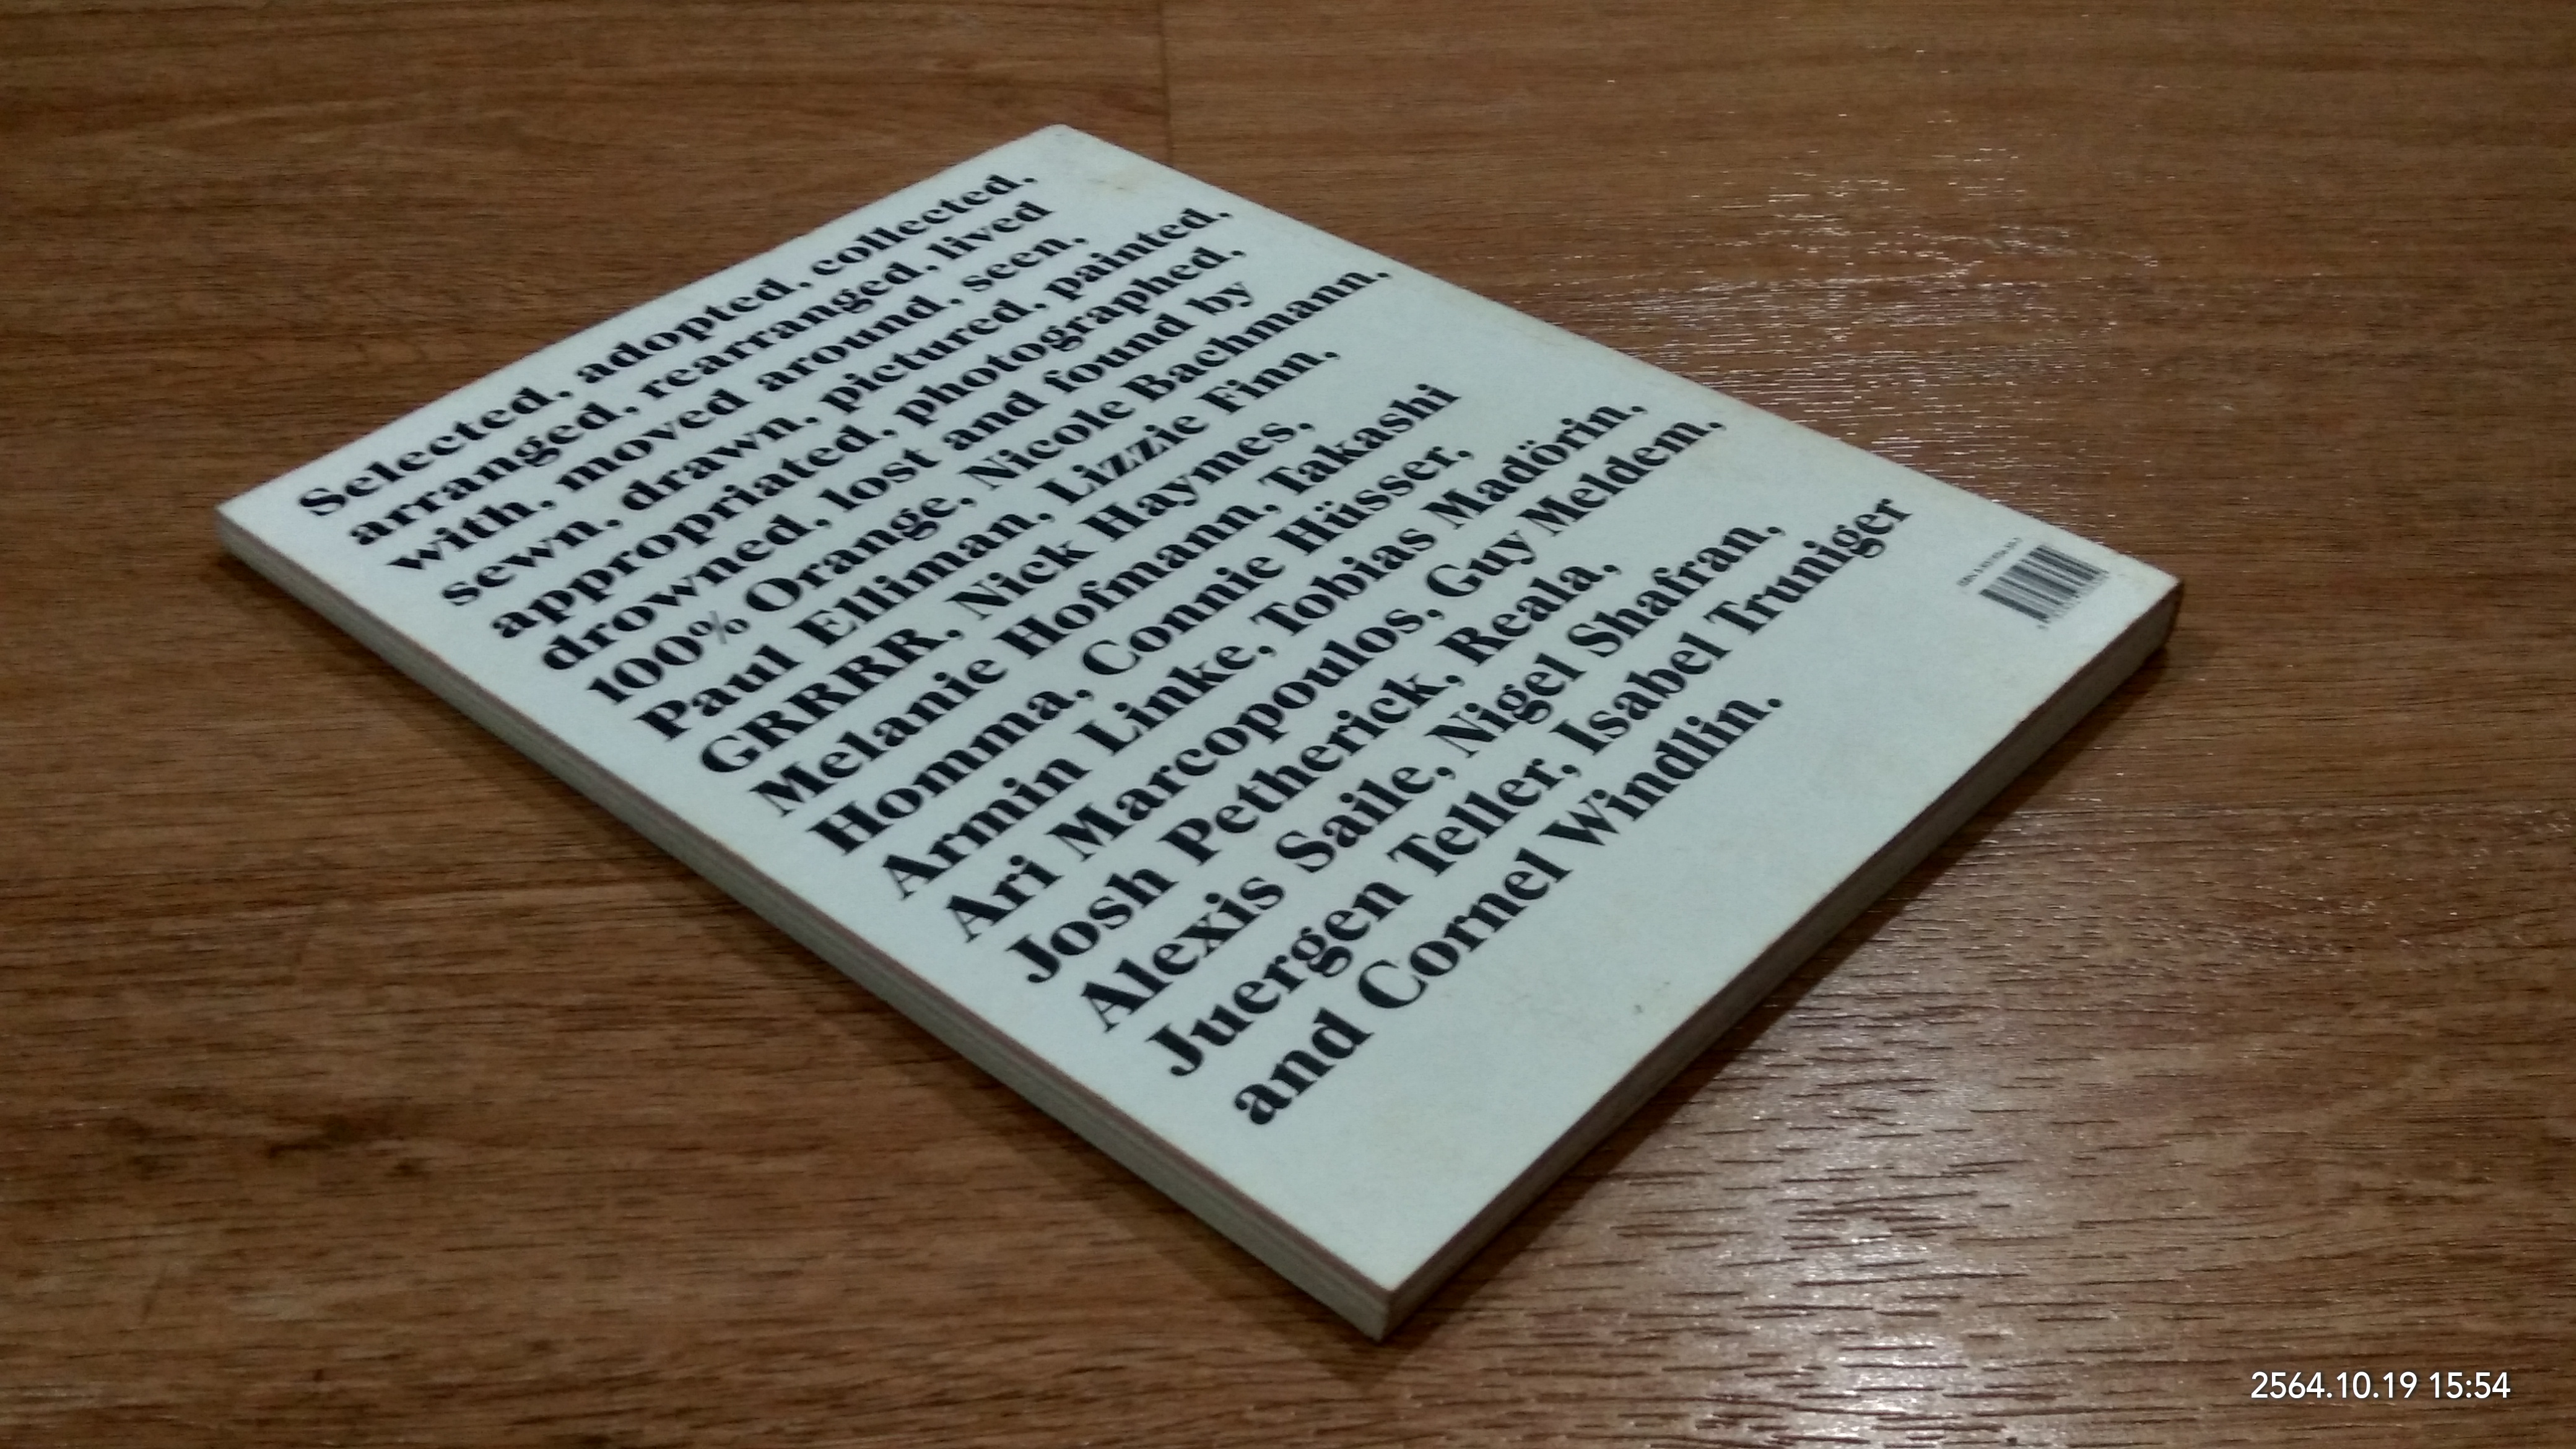 Selected, adopted, collected,
arranged, rearranged, lived
with, moved around, seen,
sewn, drawn, pictured, painted,
appropriated, photographed,
drowned, lost and found by
100% Orange, Nicole Bachmann,
Paul Elliman, Lizzie Finn,
GRRRR, Nick Haymes,
Melanie Hofmann, Takashi
Homma, Connie Hüsser,
Armin Linke, Tobias Madörin,
Ari Marcopoulos, Guy Meldem,
Josh Petherick, Reala,
Alexis Saile, Nigel Shafran,
Juergen Teller, Isabel Truniger
and Cornel Windlin.
ISBN
2564.10.19 15:54